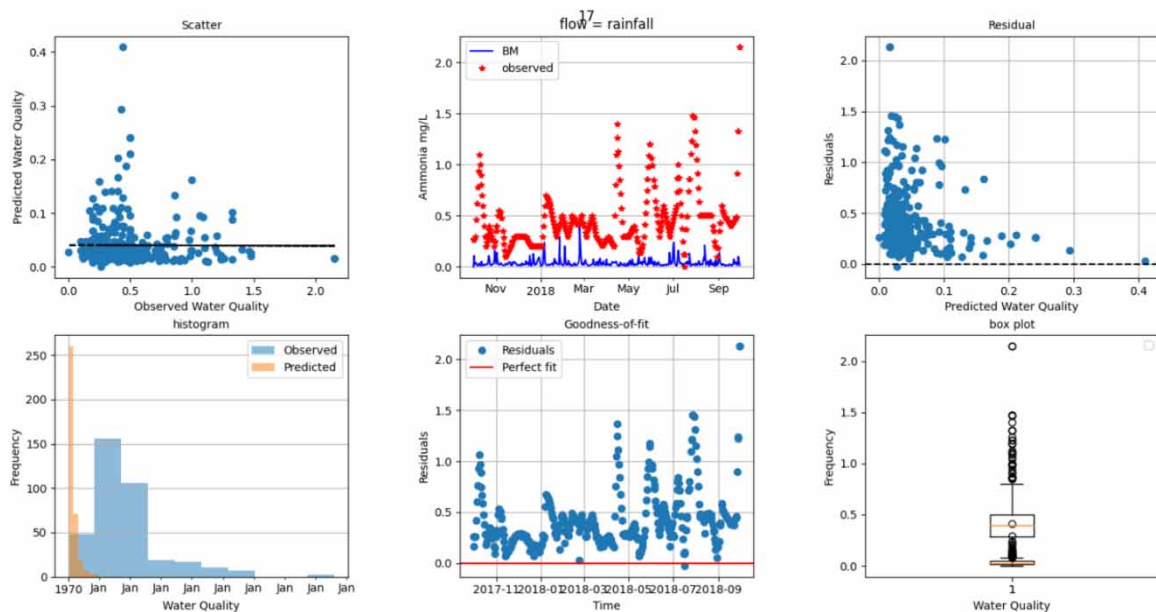 17
Scatter
Predicted Water Quality
0.4
0.3
0.2
0.1
0.0
0.0 0.5 1.0 1.5 2.0
Observed Water Quality
flow = rainfall
BM
observed
Ammonia mg/L
2.0
1.5
1.0
0.5
0.0
Nov 2018 Mar May Jul Sep
Date
Residual
Residuals
2.0
1.5
1.0
0.5
0.0
0.0 0.1 0.2 0.3 0.4
Predicted Water Quality
histogram
Observed
Predicted
Frequency
250
200
150
100
50
0
1970 Jan Jan Jan Jan Jan Jan Jan Jan Jan
Water Quality
Goodness-of-fit
Residuals
Perfect fit
Residuals
2.0
1.5
1.0
0.5
0.0
2017-11 2018-01 2018-03 2018-05 2018-07 2018-09
Time
box plot
Frequency
2.0
1.5
1.0
0.5
0.0
1
Water Quality